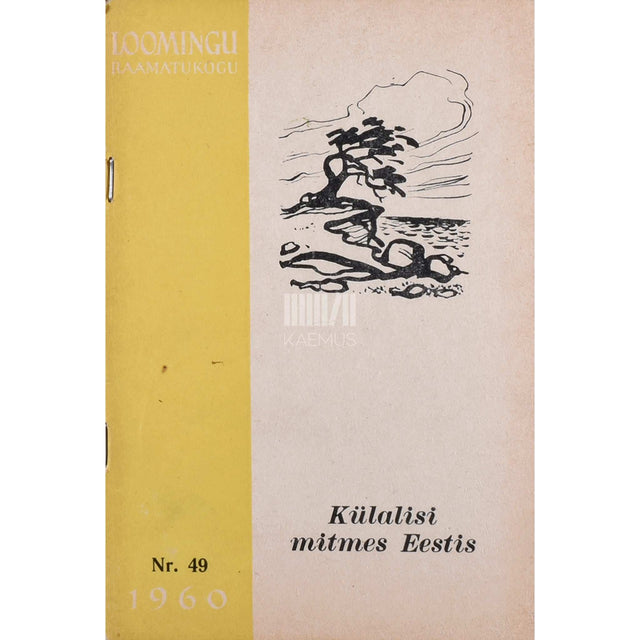 LOOMINGU
RAAMATUKOGU
KAEMUS
Külalisi
mitmes Eestis
Nr. 49
1960